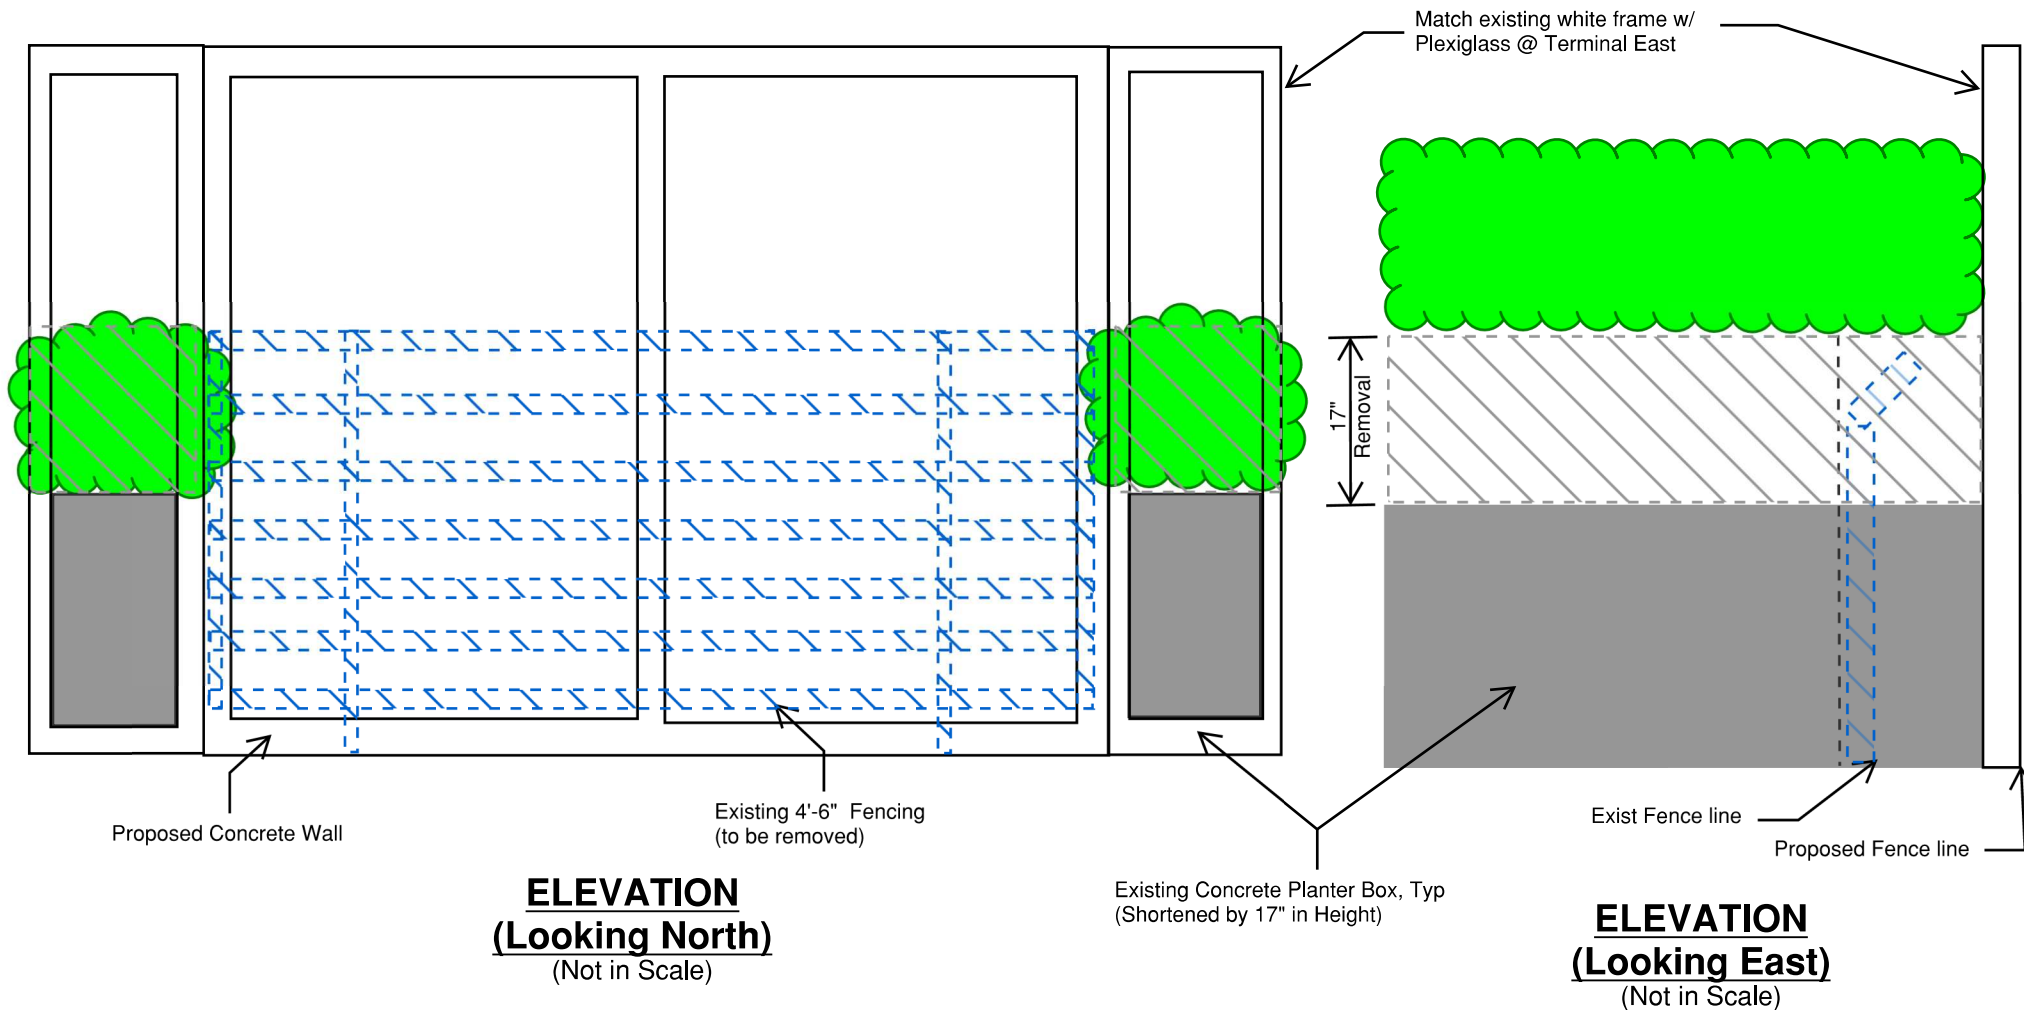 Match existing white frame w/
Plexiglass @ Terminal East
17"
Removal
Proposed Concrete Wall
Existing 4'-6" Fencing
(to be removed)
Existing Concrete Planter Box, Typ
(Shortened by 17" in Height)
Exist Fence line
Proposed Fence line
ELEVATION
(Looking North)
(Not in Scale)
ELEVATION
(Looking East)
(Not in Scale)